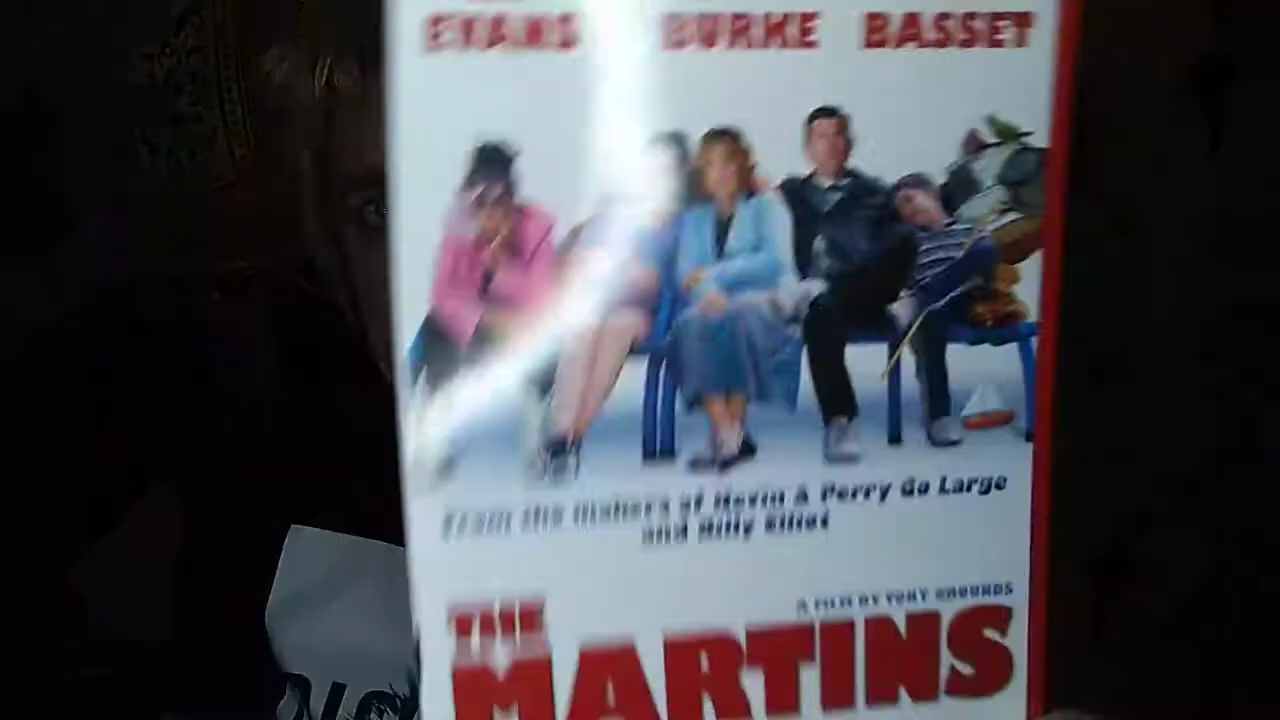 EVANS BURKE BASSET
From the makers of Kevin & Perry Go Large
and Billy Elliot
A FILM BY TONY GROUNDS
THE
MARTINS